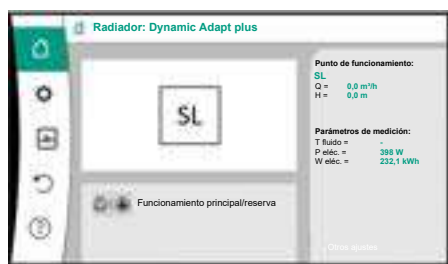 Radiador: Dynamic Adapt plus
SL
Funcionamiento principal/reserva
Punto de funcionamiento:
SL
Q = 0,0 m³/h
H = 0,0 m
Parámetros de medición:
T fluido = -
P eléc. = 398 W
W eléc. = 232,1 kWh
Otros ajustes